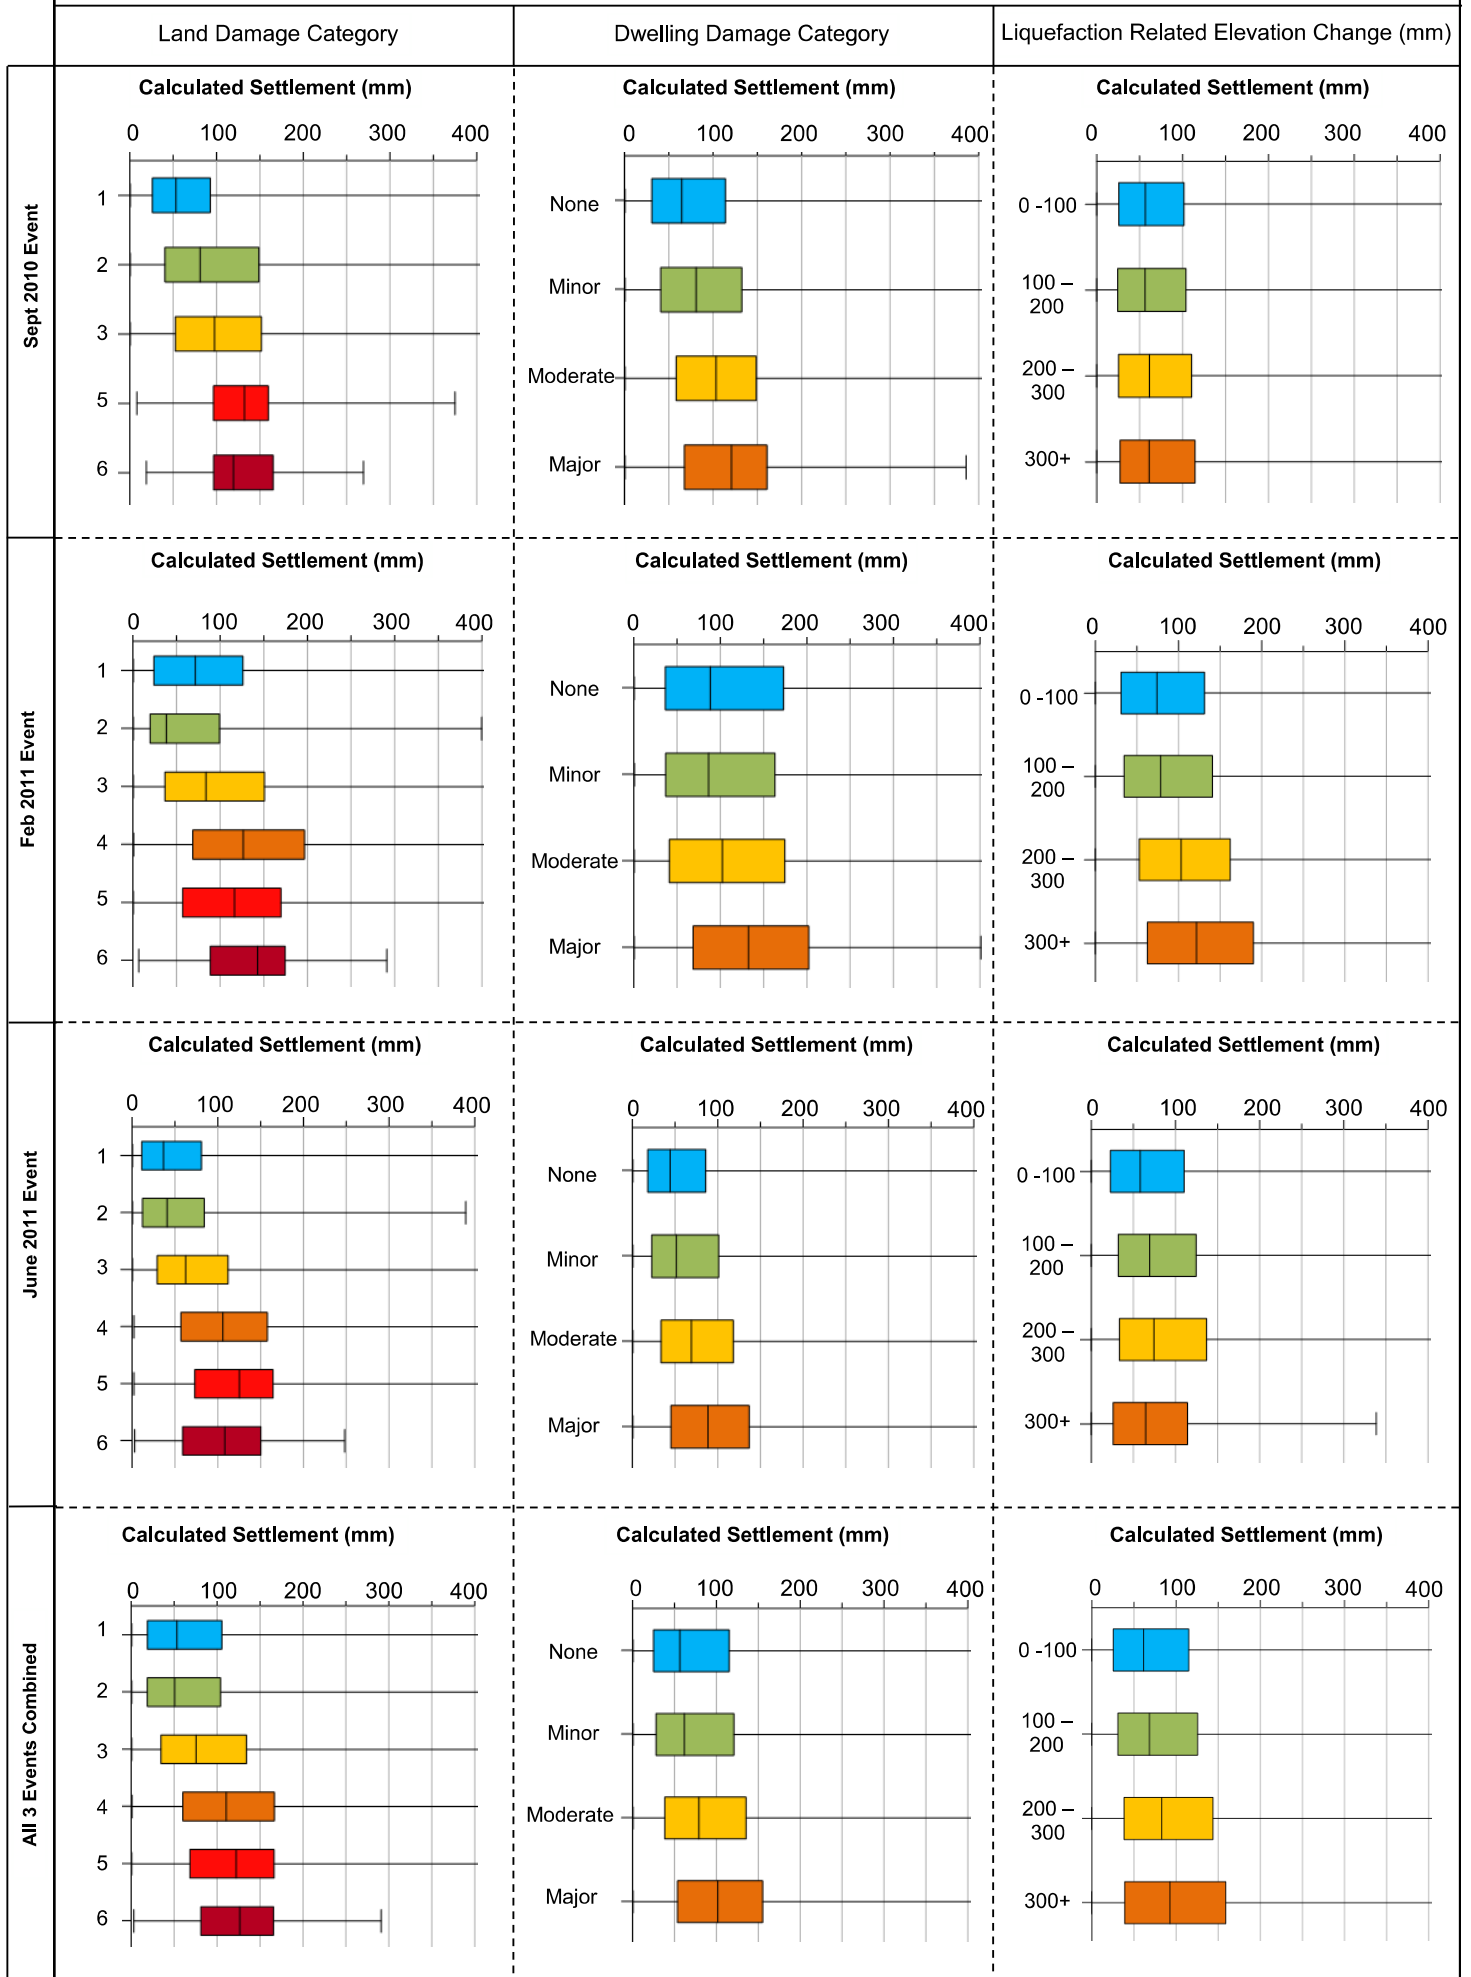 Land Damage Category
Dwelling Damage Category
Liquefaction Related Elevation Change (mm)
Sept 2010 Event
Calculated Settlement (mm)
0 100 200 300 400
1
2
3
5
6
Calculated Settlement (mm)
0 100 200 300 400
None
Minor
Moderate
Major
Calculated Settlement (mm)
0 100 200 300 400
0 -100
100 –
200
200 –
300
300+
Feb 2011 Event
Calculated Settlement (mm)
0 100 200 300 400
1
2
3
4
5
6
Calculated Settlement (mm)
0 100 200 300 400
None
Minor
Moderate
Major
Calculated Settlement (mm)
0 100 200 300 400
0 -100
100 –
200
200 –
300
300+
June 2011 Event
Calculated Settlement (mm)
0 100 200 300 400
1
2
3
4
5
6
Calculated Settlement (mm)
0 100 200 300 400
None
Minor
Moderate
Major
Calculated Settlement (mm)
0 100 200 300 400
0 -100
100 –
200
200 –
300
300+
All 3 Events Combined
Calculated Settlement (mm)
0 100 200 300 400
1
2
3
4
5
6
Calculated Settlement (mm)
0 100 200 300 400
None
Minor
Moderate
Major
Calculated Settlement (mm)
0 100 200 300 400
0 -100
100 –
200
200 –
300
300+